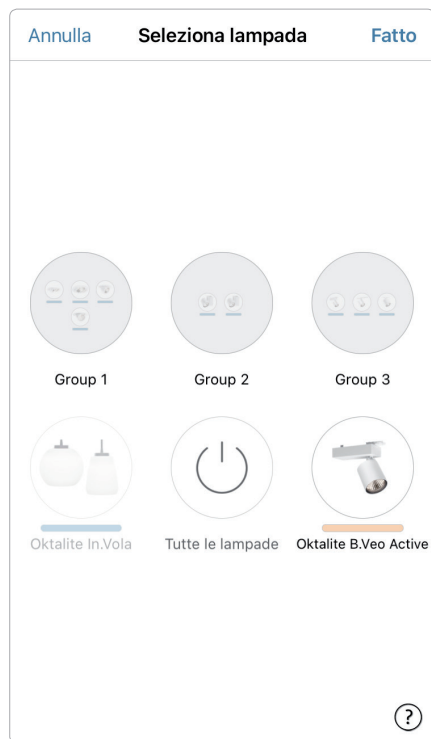 Annulla Seleziona lampada Fatto
Group 1 Group 2 Group 3
Oktalite In.Vola Tutte le lampade Oktalite B.Veo Active
?